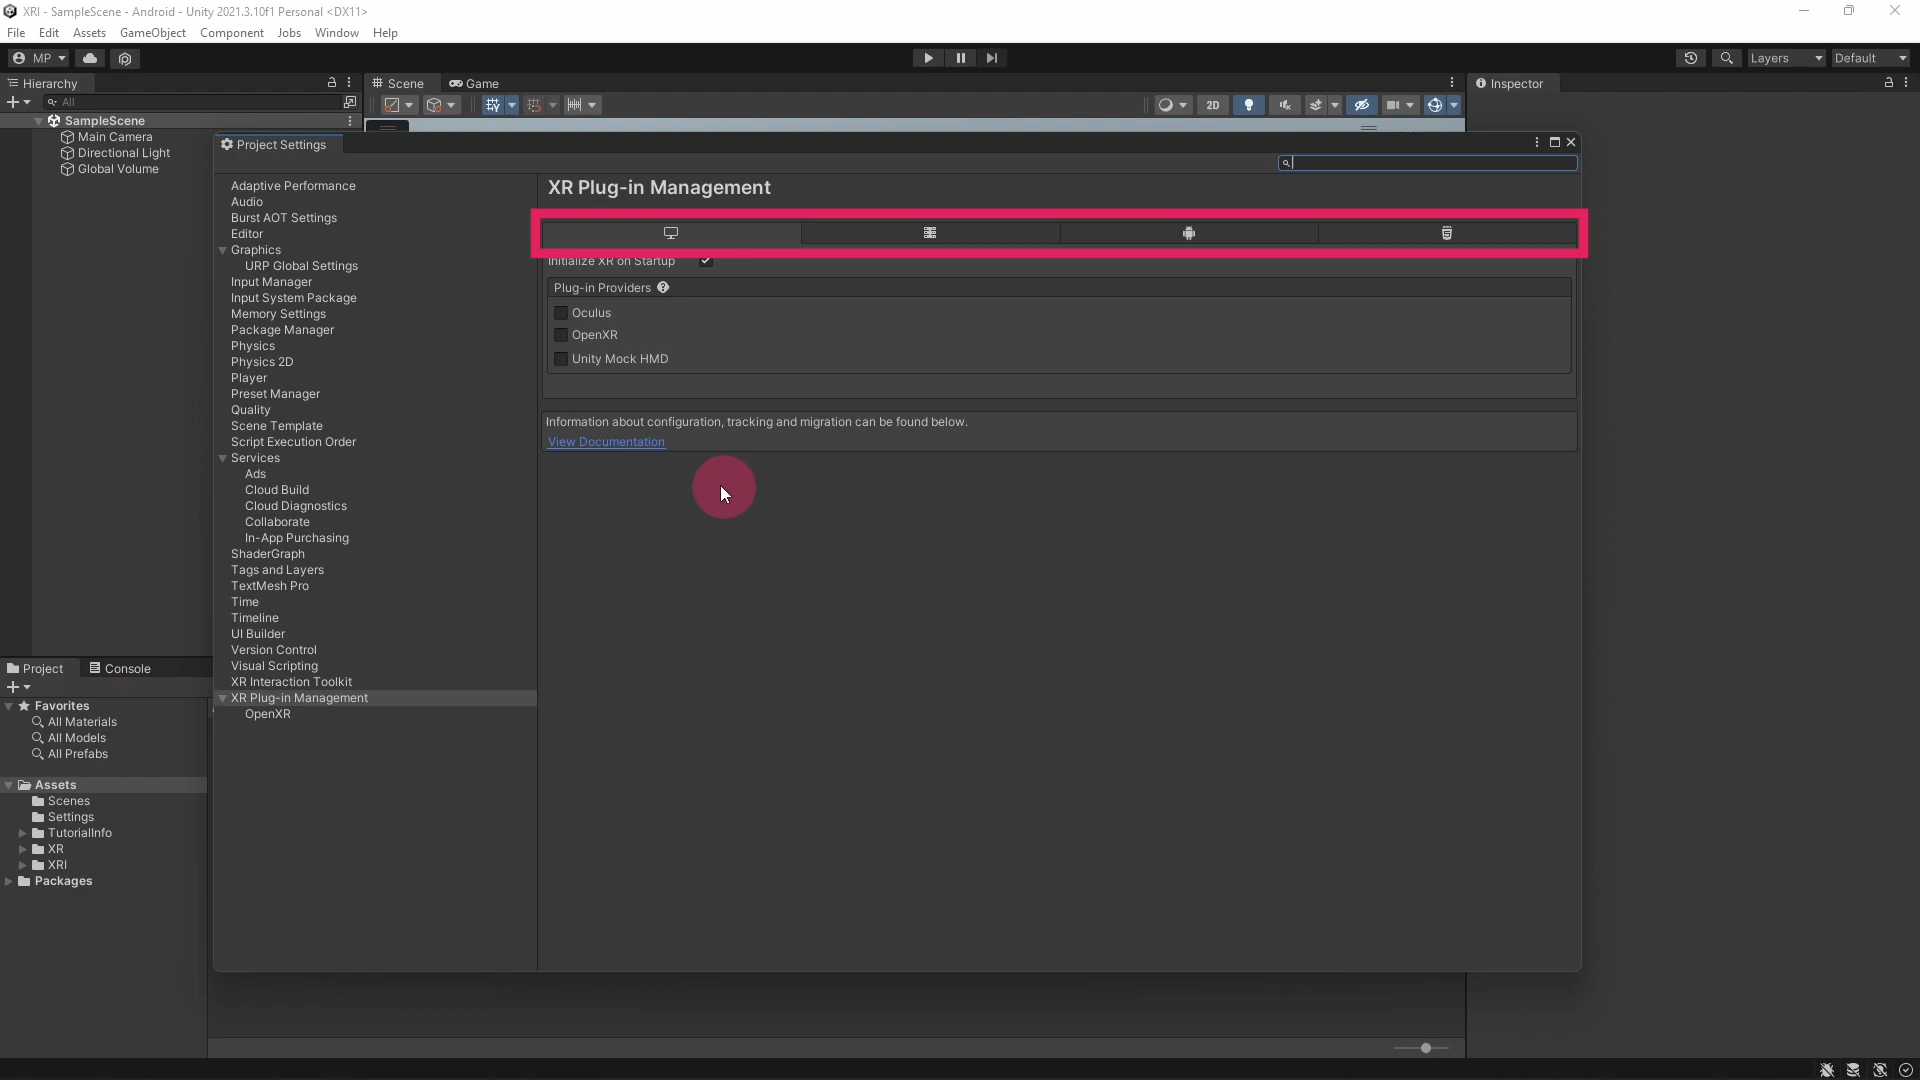 XRI - SampleScene - Android - Unity 2021.3.10f1 Personal <DX11>
File Edit Assets GameObject Component Jobs Window Help
MP Layers Default
Hierarchy Scene Game Inspector
All 2D
SampleScene
Main Camera
Directional Light
Global Volume
Project Settings
XR Plug-in Management
Adaptive Performance
Audio
Burst AOT Settings
Editor
Graphics
URP Global Settings
Input Manager
Input System Package
Memory Settings
Package Manager
Physics
Physics 2D
Player
Preset Manager
Quality
Scene Template
Script Execution Order
Services
Ads
Cloud Build
Cloud Diagnostics
Collaborate
In-App Purchasing
ShaderGraph
Tags and Layers
TextMesh Pro
Time
Timeline
UI Builder
Version Control
Visual Scripting
XR Interaction Toolkit
XR Plug-in Management
OpenXR
Initialize XR on Startup
Plug-in Providers
Oculus
OpenXR
Unity Mock HMD
Information about configuration, tracking and migration can be found below.
View Documentation
Project Console
Favorites
All Materials
All Models
All Prefabs
Assets
Scenes
Settings
TutorialInfo
XR
XRI
Packages